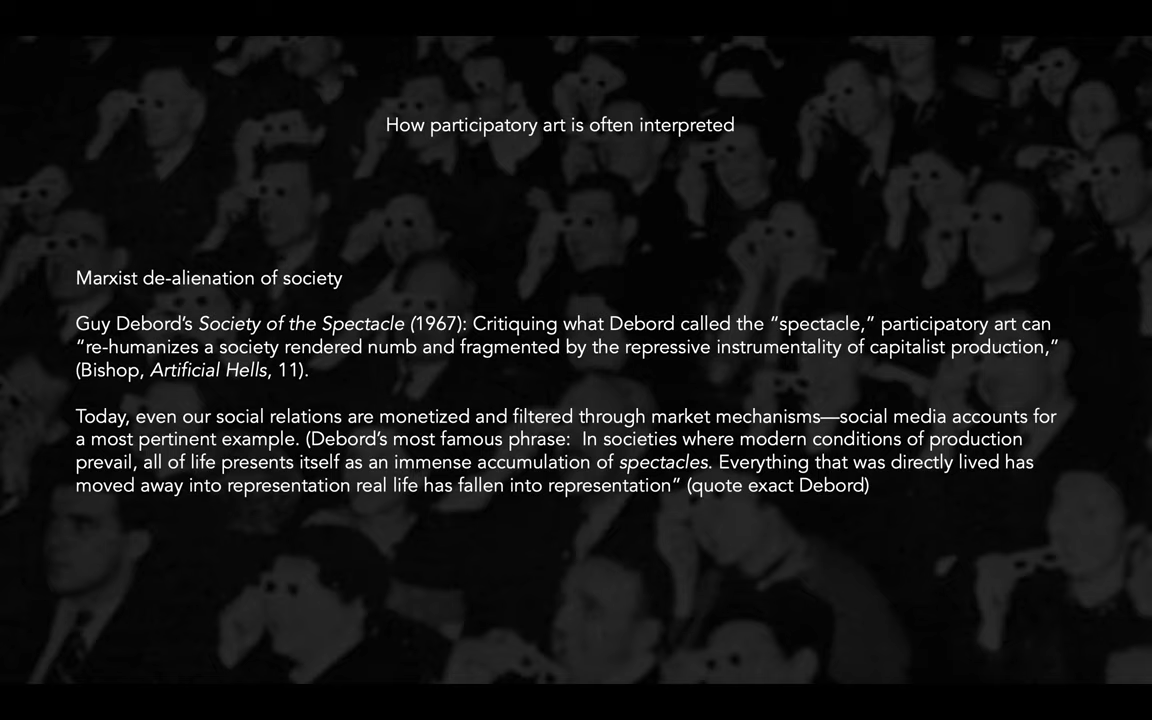 How participatory art is often interpreted
Marxist de-alienation of society
Guy Debord’s Society of the Spectacle (1967): Critiquing what Debord called the “spectacle,” participatory art can
“re-humanizes a society rendered numb and fragmented by the repressive instrumentality of capitalist production,”
(Bishop, Artificial Hells, 11).
Today, even our social relations are monetized and filtered through market mechanisms—social media accounts for
a most pertinent example. (Debord’s most famous phrase:  In societies where modern conditions of production
prevail, all of life presents itself as an immense accumulation of spectacles. Everything that was directly lived has
moved away into representation real life has fallen into representation“ (quote exact Debord)